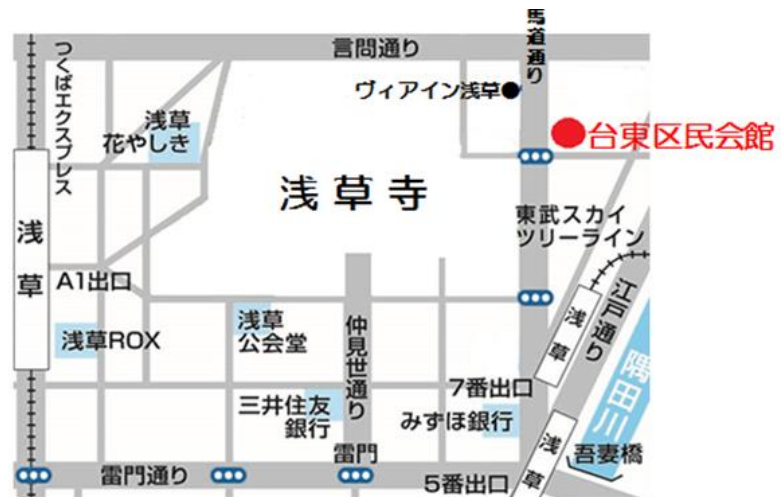 馬道通り
言問通り
つくばエクスプレス
ヴィアイン浅草
浅草
花やしき
台東区民会館
浅草寺
浅草
東武スカイ
ツリーライン
A1出口
江戸通り
浅草
浅草ROX
浅草
公会堂
仲見世通り
隅田川
7番出口
三井住友
銀行
みずほ銀行
雷門
浅草
吾妻橋
雷門通り
5番出口